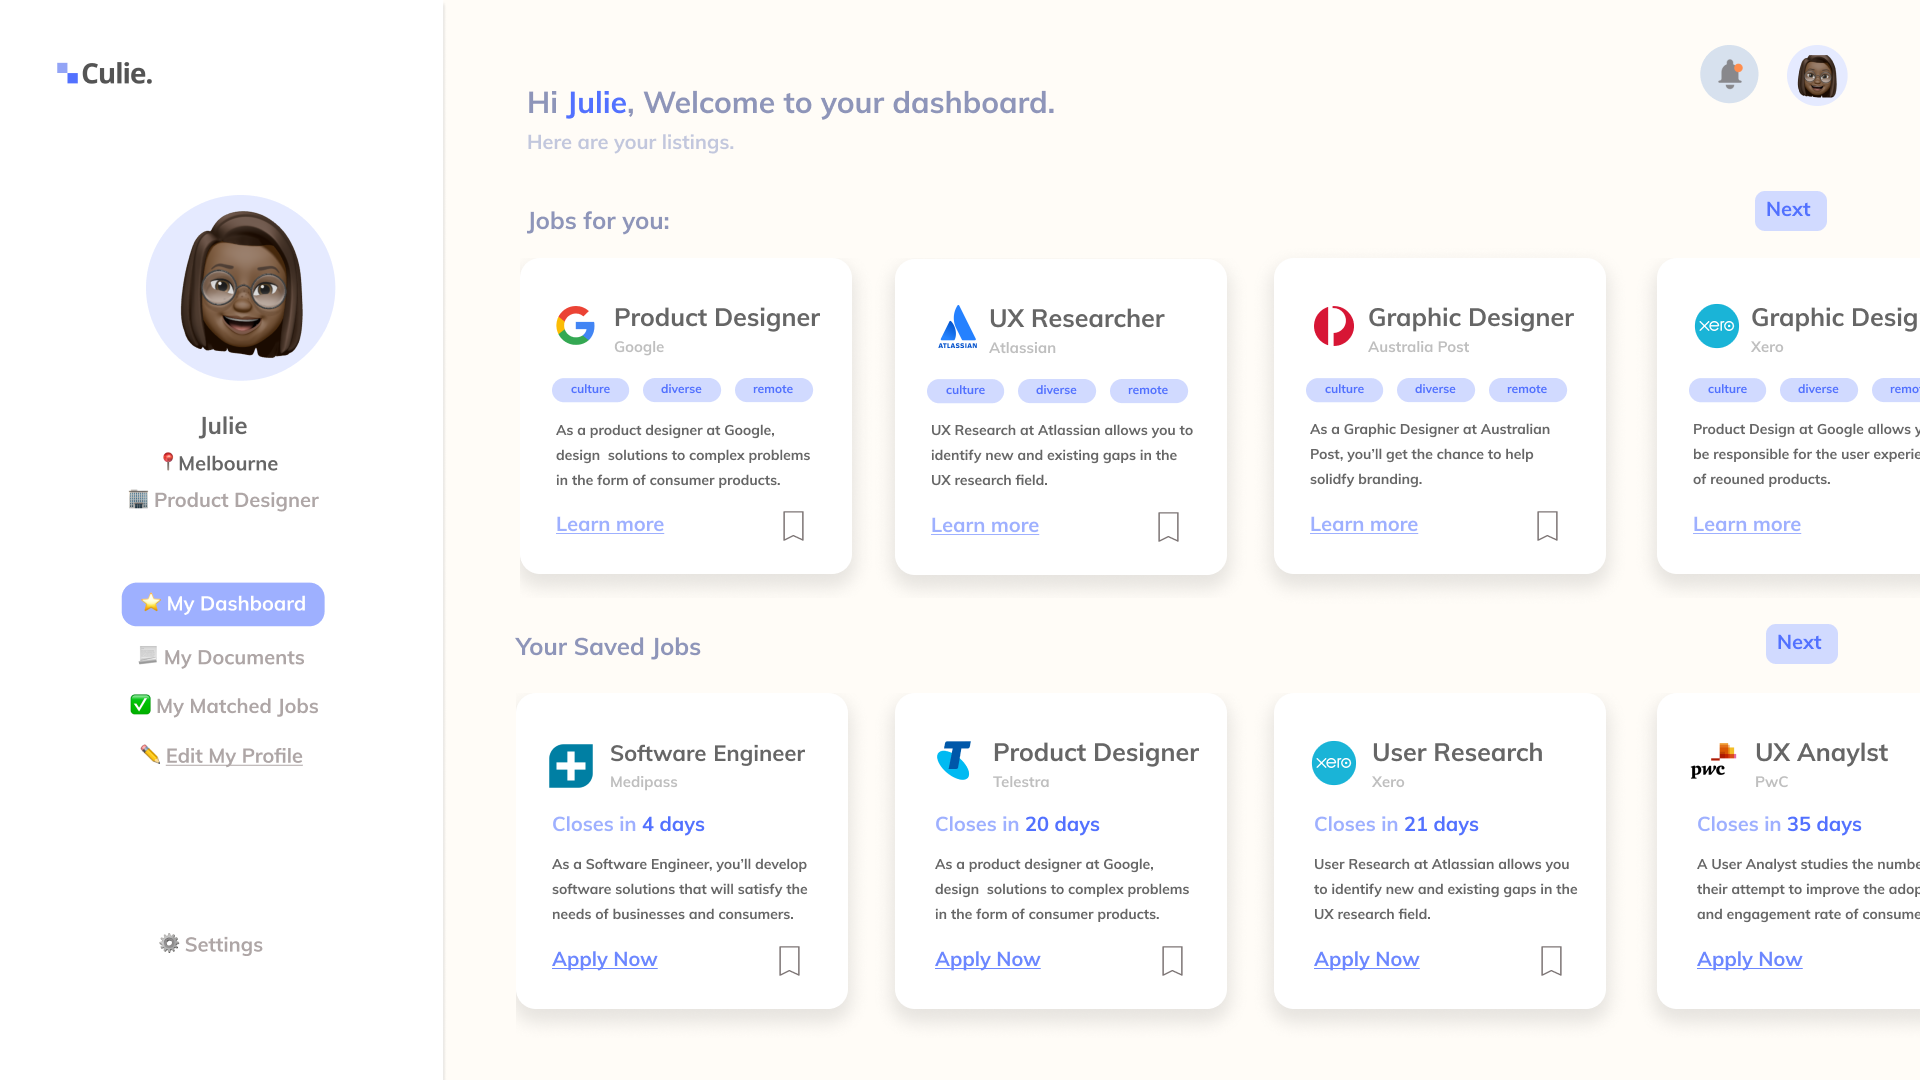 Culie.
Julie
Melbourne
Product Designer
My Dashboard
My Documents
My Matched Jobs
Edit My Profile
Settings
Hi Julie, Welcome to your dashboard.
Here are your listings.
Jobs for you:
Next
Product Designer
Google
culture diverse remote
As a product designer at Google,
design solutions to complex problems
in the form of consumer products.
Learn more
UX Researcher
ATLASSIAN
Atlassian
culture diverse remote
UX Research at Atlassian allows you to
identify new and existing gaps in the
UX research field.
Learn more
Graphic Designer
Australia Post
culture diverse remote
As a Graphic Designer at Australian
Post, you'll get the chance to help
solidfy branding.
Learn more
xero
Graphic Desig
Xero
culture diverse remo
Product Design at Google allows y
be responsible for the user experie
of reouned products.
Learn more
Your Saved Jobs
Next
Software Engineer
Medipass
Closes in 4 days
As a Software Engineer, you'll develop
software solutions that will satisfy the
needs of businesses and consumers.
Apply Now
Product Designer
Telestra
Closes in 20 days
As a product designer at Google,
design solutions to complex problems
in the form of consumer products.
Apply Now
xero
User Research
Xero
Closes in 21 days
User Research at Atlassian allows you
to identify new and existing gaps in the
UX research field.
Apply Now
pwc
UX Anaylst
PwC
Closes in 35 days
A User Analyst studies the numbe
their attempt to improve the adop
and engagement rate of consume
Apply Now